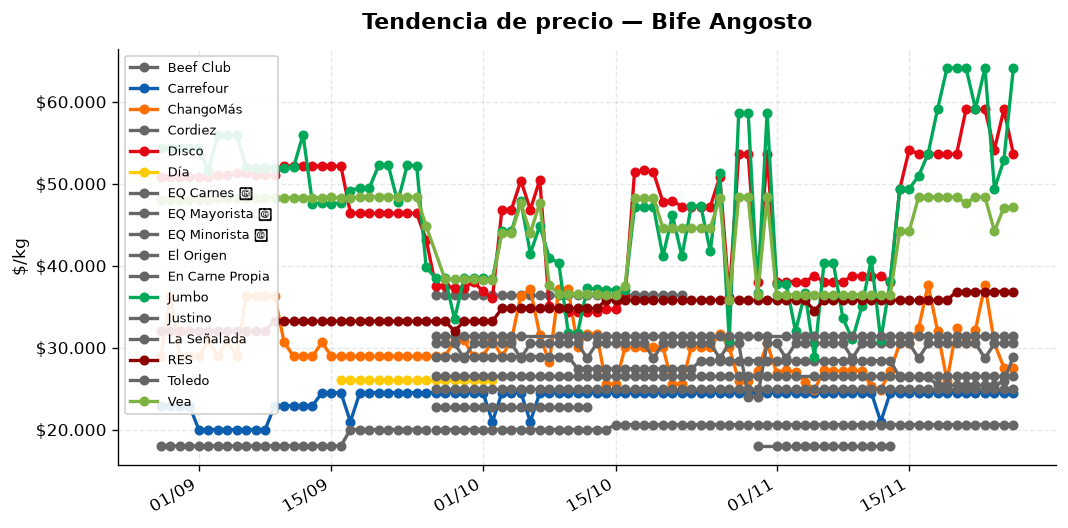 Tendencia de precio — Bife Angosto
$/kg
$60.000
$50.000
$40.000
$30.000
$20.000
Beef Club
Carrefour
ChangoMás
Cordiez
Disco
Día
EQ Carnes
EQ Mayorista
EQ Minorista
El Origen
En Carne Propia
Jumbo
Justino
La Señalada
RES
Toledo
Vea
01/09
15/09
01/10
15/10
01/11
15/11